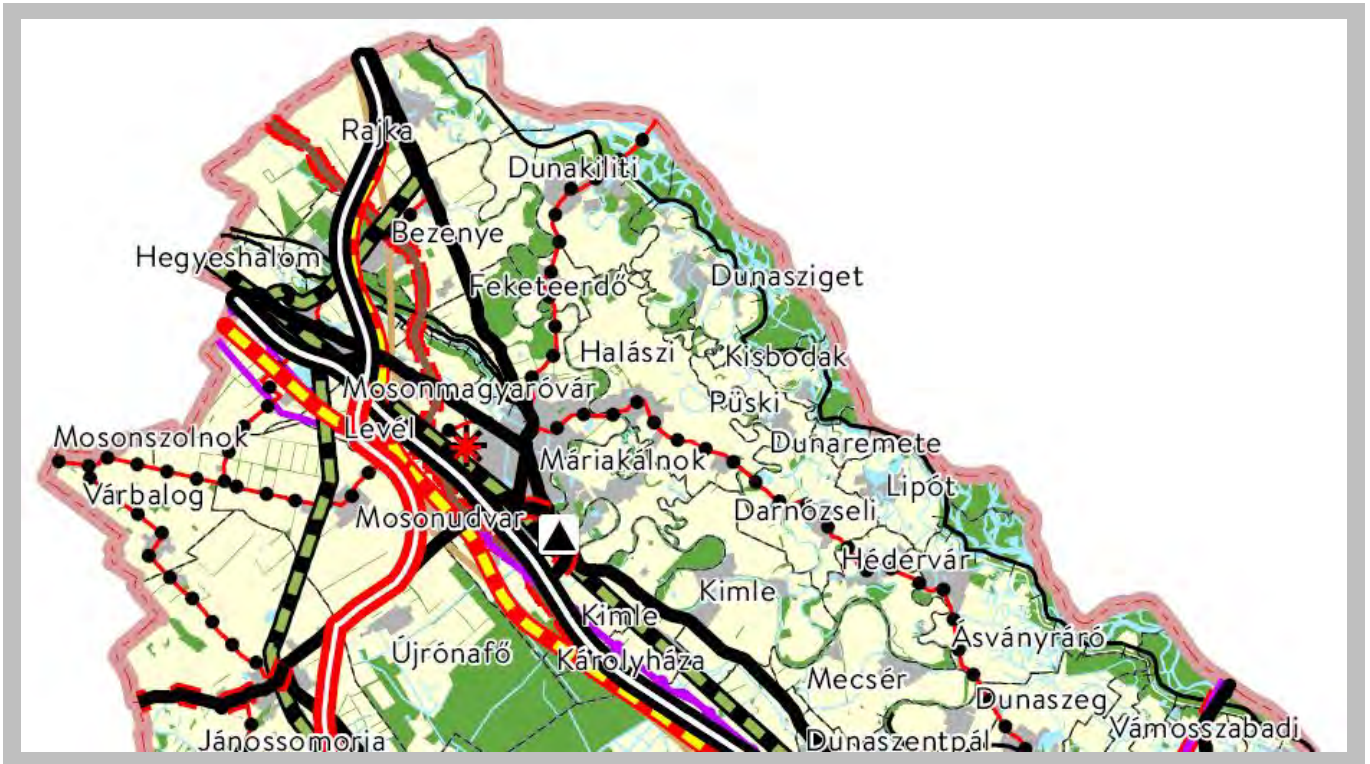 Rajka
Dunakiliti
Bezenye
Hegyeshalom
Feketeerdő
Dunasziget
Halászi
Kisbodak
Mosonmagyaróvár
Püski
Levél
Mosonszolnok
Dunaremete
Máriakálnok
Lipót
Várbalog
Darnózseli
Mosonudvar
Hédervár
Kimle
Kimle
Ásványráró
Újrónafő
Károlyháza
Mecsér
Dunaszeg
Vámosszabadi
Jánossomorja
Dunaszentpál